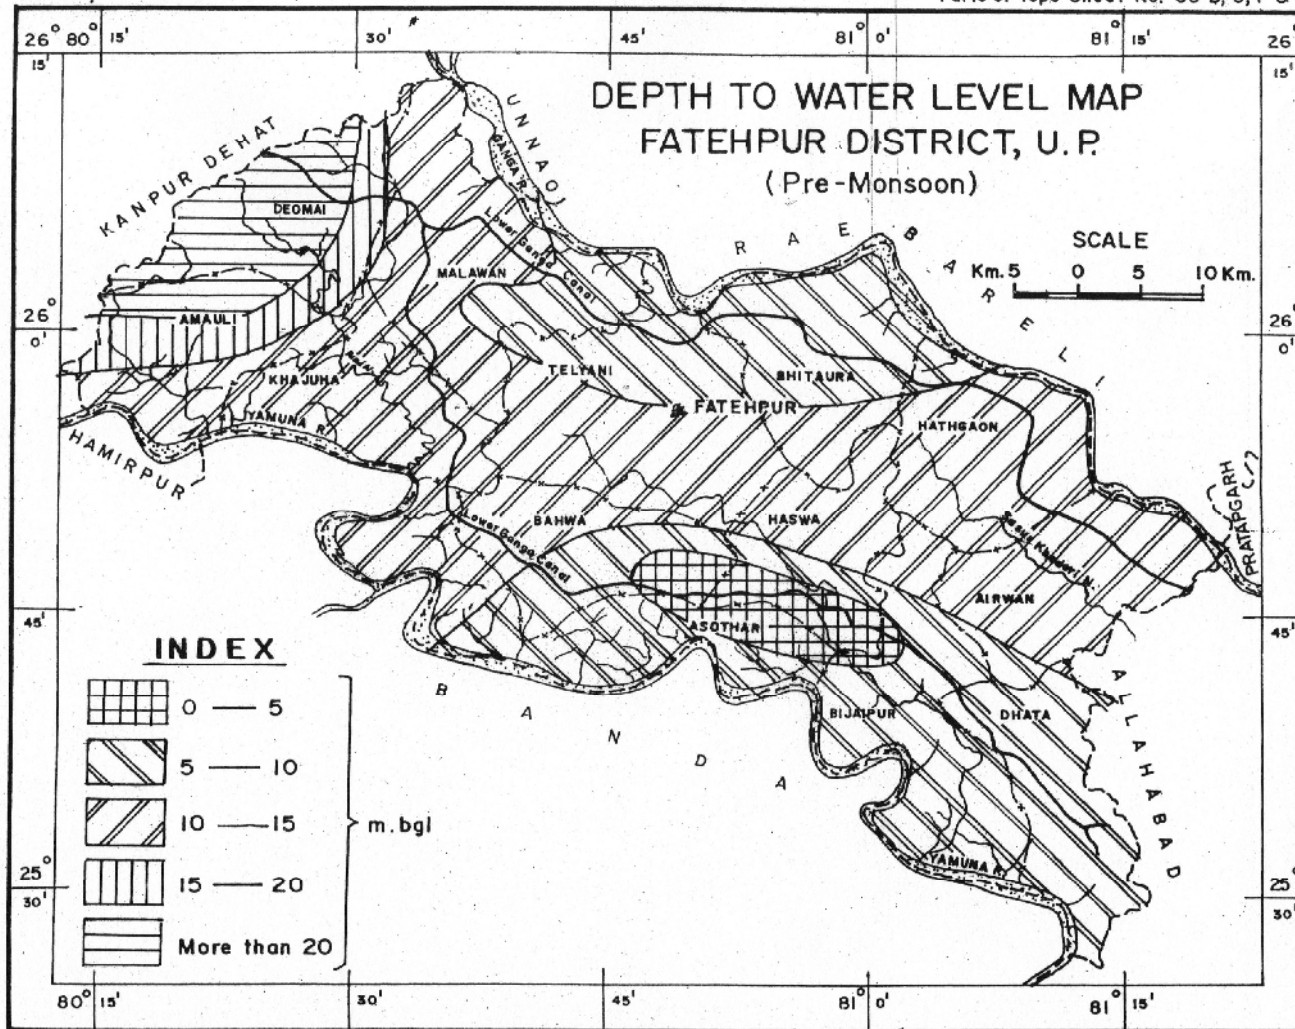 26° 80° 15' 30' 45' 81° 0' 81° 15' 26°
15' 15'
DEPTH TO WATER LEVEL MAP
FATEHPUR DISTRICT, U.P.
(Pre-Monsoon)
SCALE
Km. 5 0 5 10 Km.
UNNAO
GANGA R.
KANPUR DEHAT
DEOMAI
RAE BARELI
Lower Ganga Canal
MALAWAN
AMAULI
26° 0'
26° 0'
TELYANI
BHITAURA
KHAJUHA
FATEHPUR
YAMUNA R.
HATHGAON
HAMIRPUR
PRATAPGARH
(?)
BAHWA
HASWA
Lower Ganga Canal
AIRWAN
ASOTHAR
45'
45'
BANDA
BIJAIPUR
DHATA
ALLAHABAD
YAMUNA R.
INDEX
0 — 5
5 — 10
10 — 15
15 — 20
More than 20
m.bgl
25° 30'
25° 30'
80° 15' 30' 45' 81° 0' 81° 15'